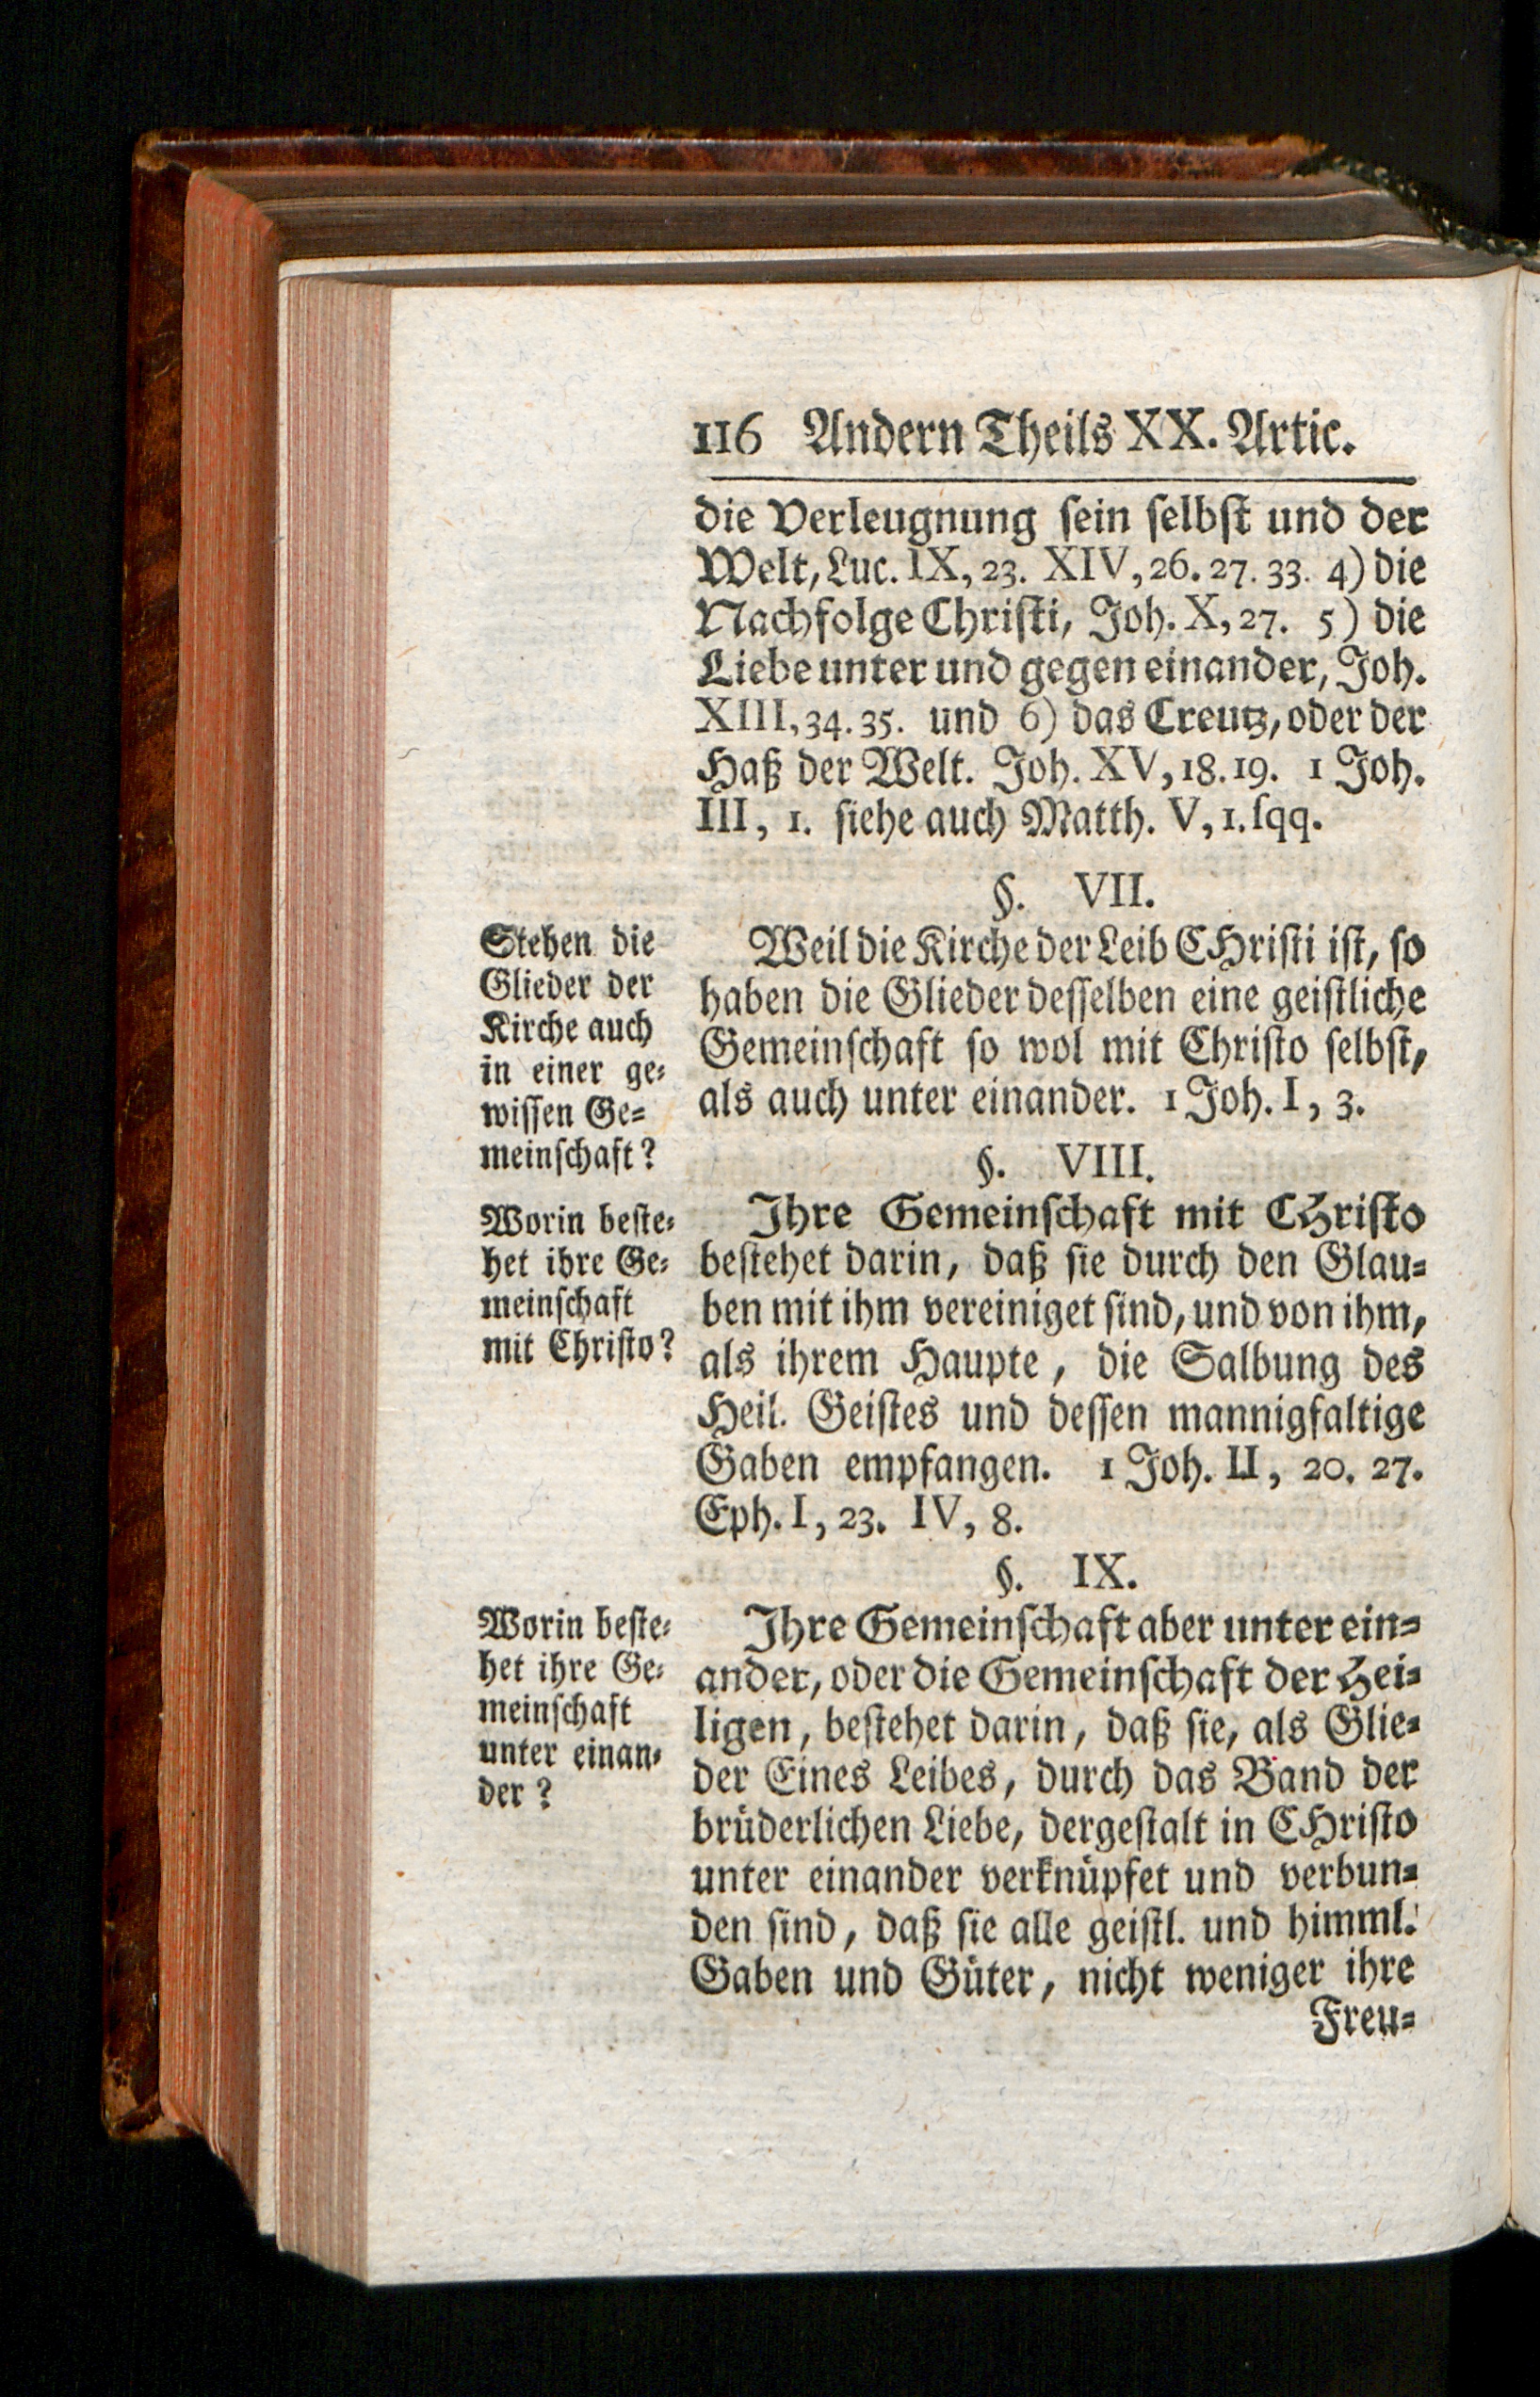 116 Andern Theils XX. Artic.
die Verleugnung sein selbst und der
Welt, Luc. IX, 23. XIV, 26. 27. 33. 4) die
Nachfolge Christi, Joh. X, 27. 5) die
Liebe unter und gegen einander, Joh.
XIII, 34. 35. und 6) das Creutz, oder der
Haß der Welt. Joh. XV, 18. 19. 1 Joh.
III, 1. siehe auch Matth. V, 1. sqq.
§. VII.
Stehen die
Glieder der
Kirche auch
in einer ge-
wissen Ge-
meinschaft?
Weil die Kirche der Leib CHristi ist, so
haben die Glieder desselben eine geistliche
Gemeinschaft so wol mit Christo selbst,
als auch unter einander. 1 Joh. I, 3.
§. VIII.
Worin beste-
het ihre Ge-
meinschaft
mit Christo?
Ihre Gemeinschaft mit CHristo
bestehet darin, daß sie durch den Glau-
ben mit ihm vereiniget sind, und von ihm,
als ihrem Haupte, die Salbung des
Heil. Geistes und dessen mannigfaltige
Gaben empfangen. 1 Joh. II, 20. 27.
Eph. I, 23. IV, 8.
§. IX.
Worin beste-
het ihre Ge-
meinschaft
unter einan-
der?
Ihre Gemeinschaft aber unter ein-
ander, oder die Gemeinschaft der Hei-
ligen, bestehet darin, daß sie, als Glie-
der Eines Leibes, durch das Band der
brüderlichen Liebe, dergestalt in CHristo
unter einander verknüpfet und verbun-
den sind, daß sie alle geistl. und himml.
Gaben und Güter, nicht weniger ihre
Freu-